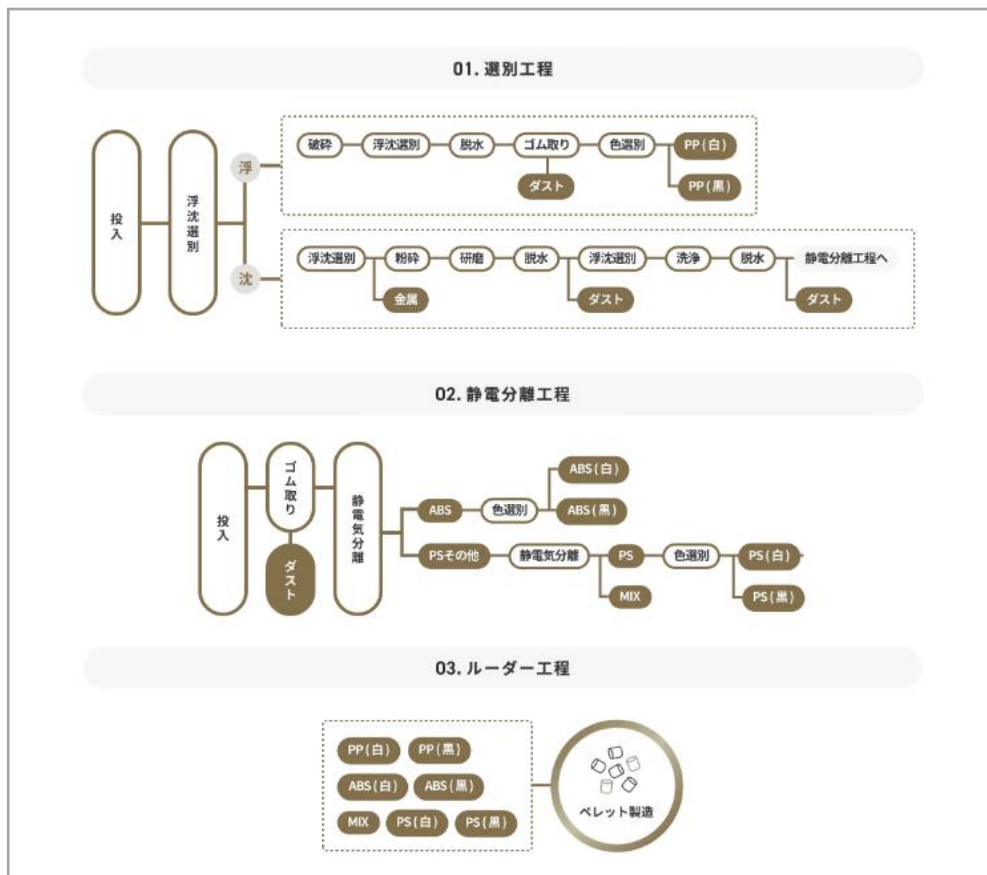 01. 選別工程
投入
浮沈選別
浮
破砕
浮沈選別
脱水
ゴム取り
ダスト
色選別
PP(白)
PP(黒)
沈
浮沈選別
金属
粉砕
研磨
脱水
ダスト
浮沈選別
洗浄
脱水
ダスト
静電分離工程へ
02. 静電分離工程
投入
ゴム取り
ダスト
静電気分離
ABS
色選別
ABS(白)
ABS(黒)
PSその他
静電気分離
PS
MIX
色選別
PS(白)
PS(黒)
03. ルーダー工程
PP(白) PP(黒)
ABS(白) ABS(黒)
MIX PS(白) PS(黒)
ペレット製造